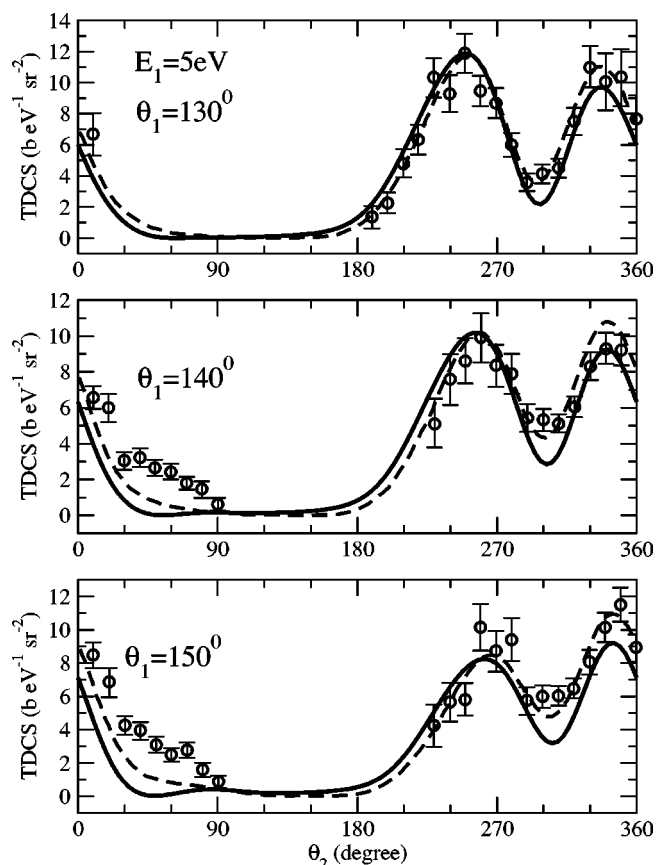 14
12
10
8
6
4
2
0
TDCS (b eV⁻¹ sr⁻²)
E₁=5eV
θ₁=130⁰
0 90 180 270 360
12
10
8
6
4
2
0
TDCS (b eV⁻¹ sr⁻²)
θ₁=140⁰
0 90 180 270 360
12
10
8
6
4
2
0
TDCS (b eV⁻¹ sr⁻²)
θ₁=150⁰
0 90 180 270 360
θ₂ (degree)